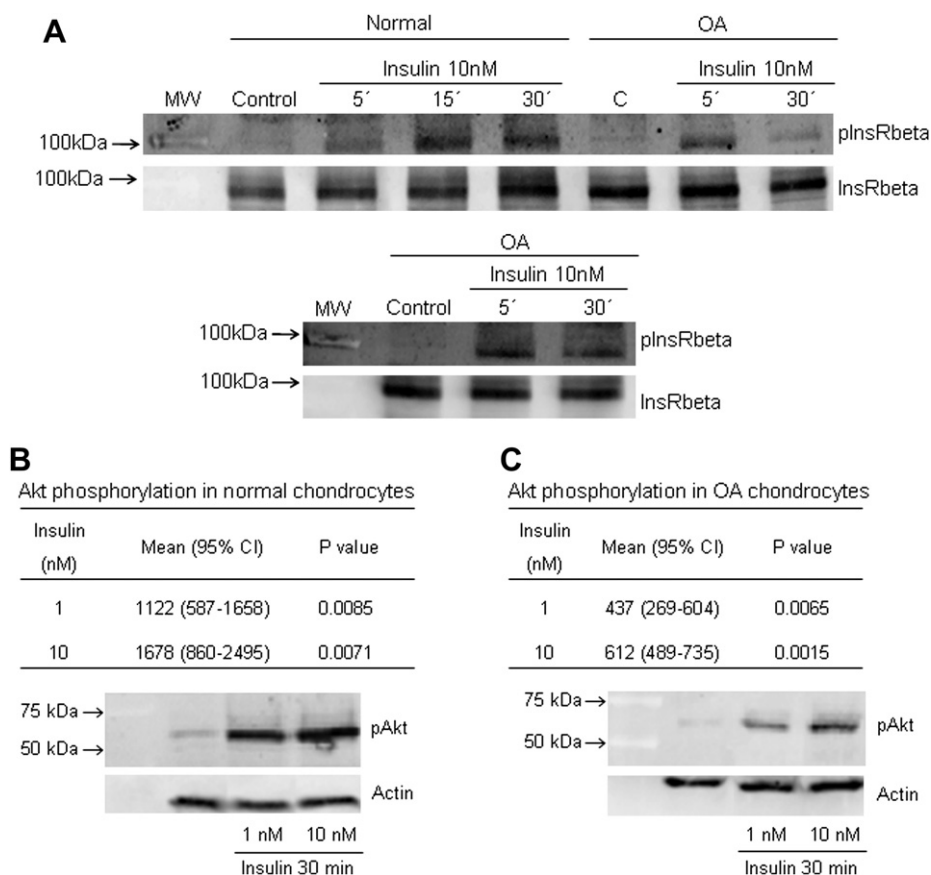 A
Normal OA
Insulin 10nM Insulin 10nM
MW Control 5´ 15´ 30´ C 5´ 30´
100kDa→ pInsRbeta
100kDa→ InsRbeta
OA
Insulin 10nM
MW Control 5´ 30´
100kDa→ pInsRbeta
100kDa→ InsRbeta
B
Akt phosphorylation in normal chondrocytes
Insulin (nM) Mean (95% CI) P value
1 1122 (587-1658) 0.0085
10 1678 (860-2495) 0.0071
75 kDa→
50 kDa→ pAkt
Actin
1 nM 10 nM
Insulin 30 min
C
Akt phosphorylation in OA chondrocytes
Insulin (nM) Mean (95% CI) P value
1 437 (269-604) 0.0065
10 612 (489-735) 0.0015
75 kDa→
50 kDa→ pAkt
Actin
1 nM 10 nM
Insulin 30 min